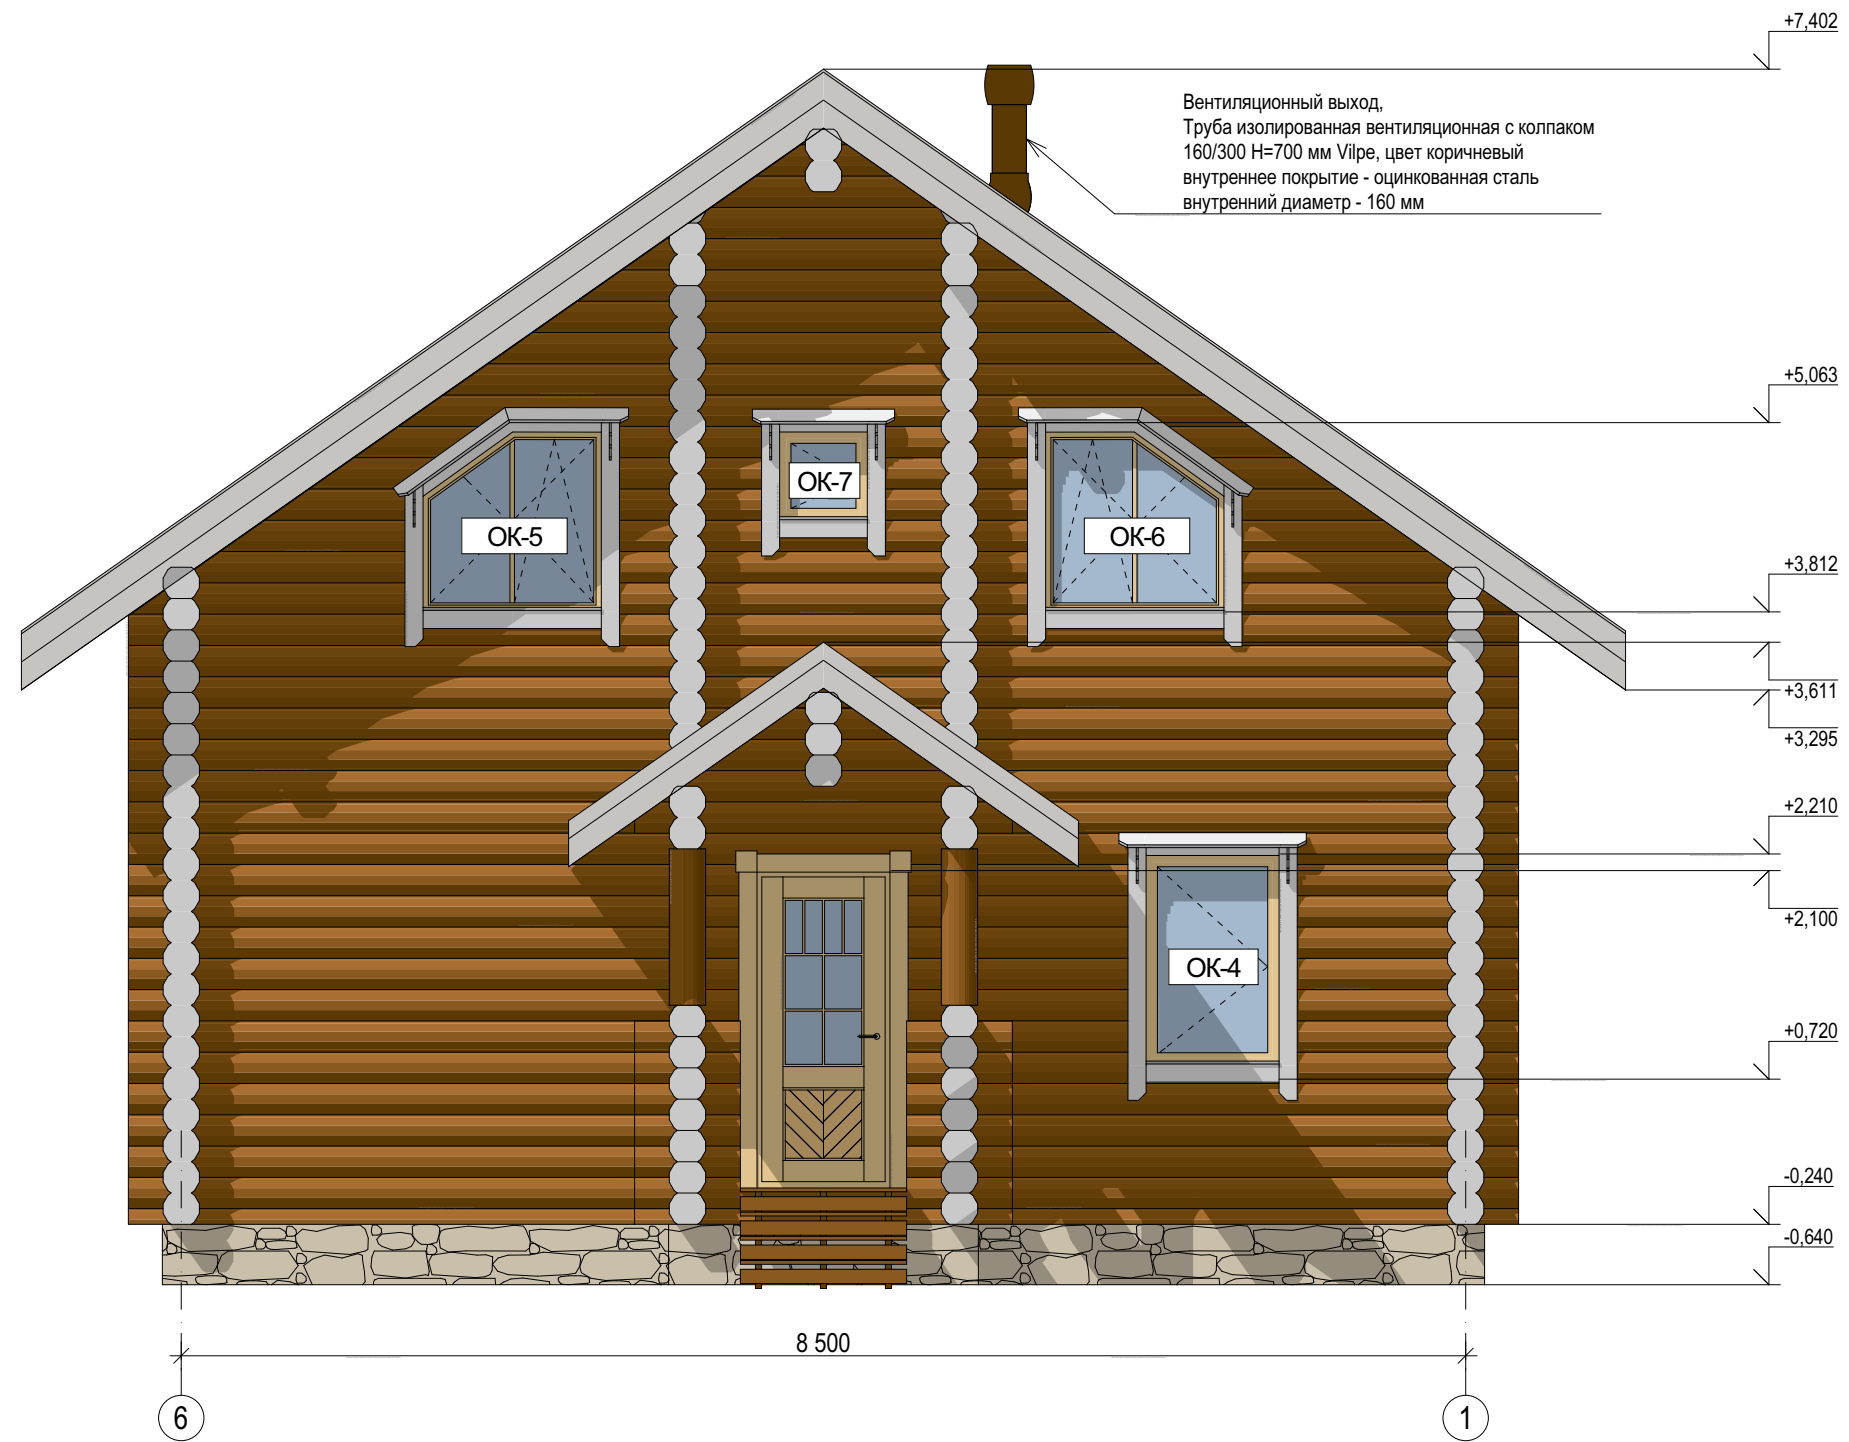 +7,402
Вентиляционный выход,
Труба изолированная вентиляционная с колпаком
160/300 H=700 мм Vilpe, цвет коричневый
внутреннее покрытие - оцинкованная сталь
внутренний диаметр - 160 мм
+5,063
ОК-7
ОК-5
ОК-6
+3,812
+3,611
+3,295
+2,210
+2,100
ОК-4
+0,720
-0,240
-0,640
8 500
6
1